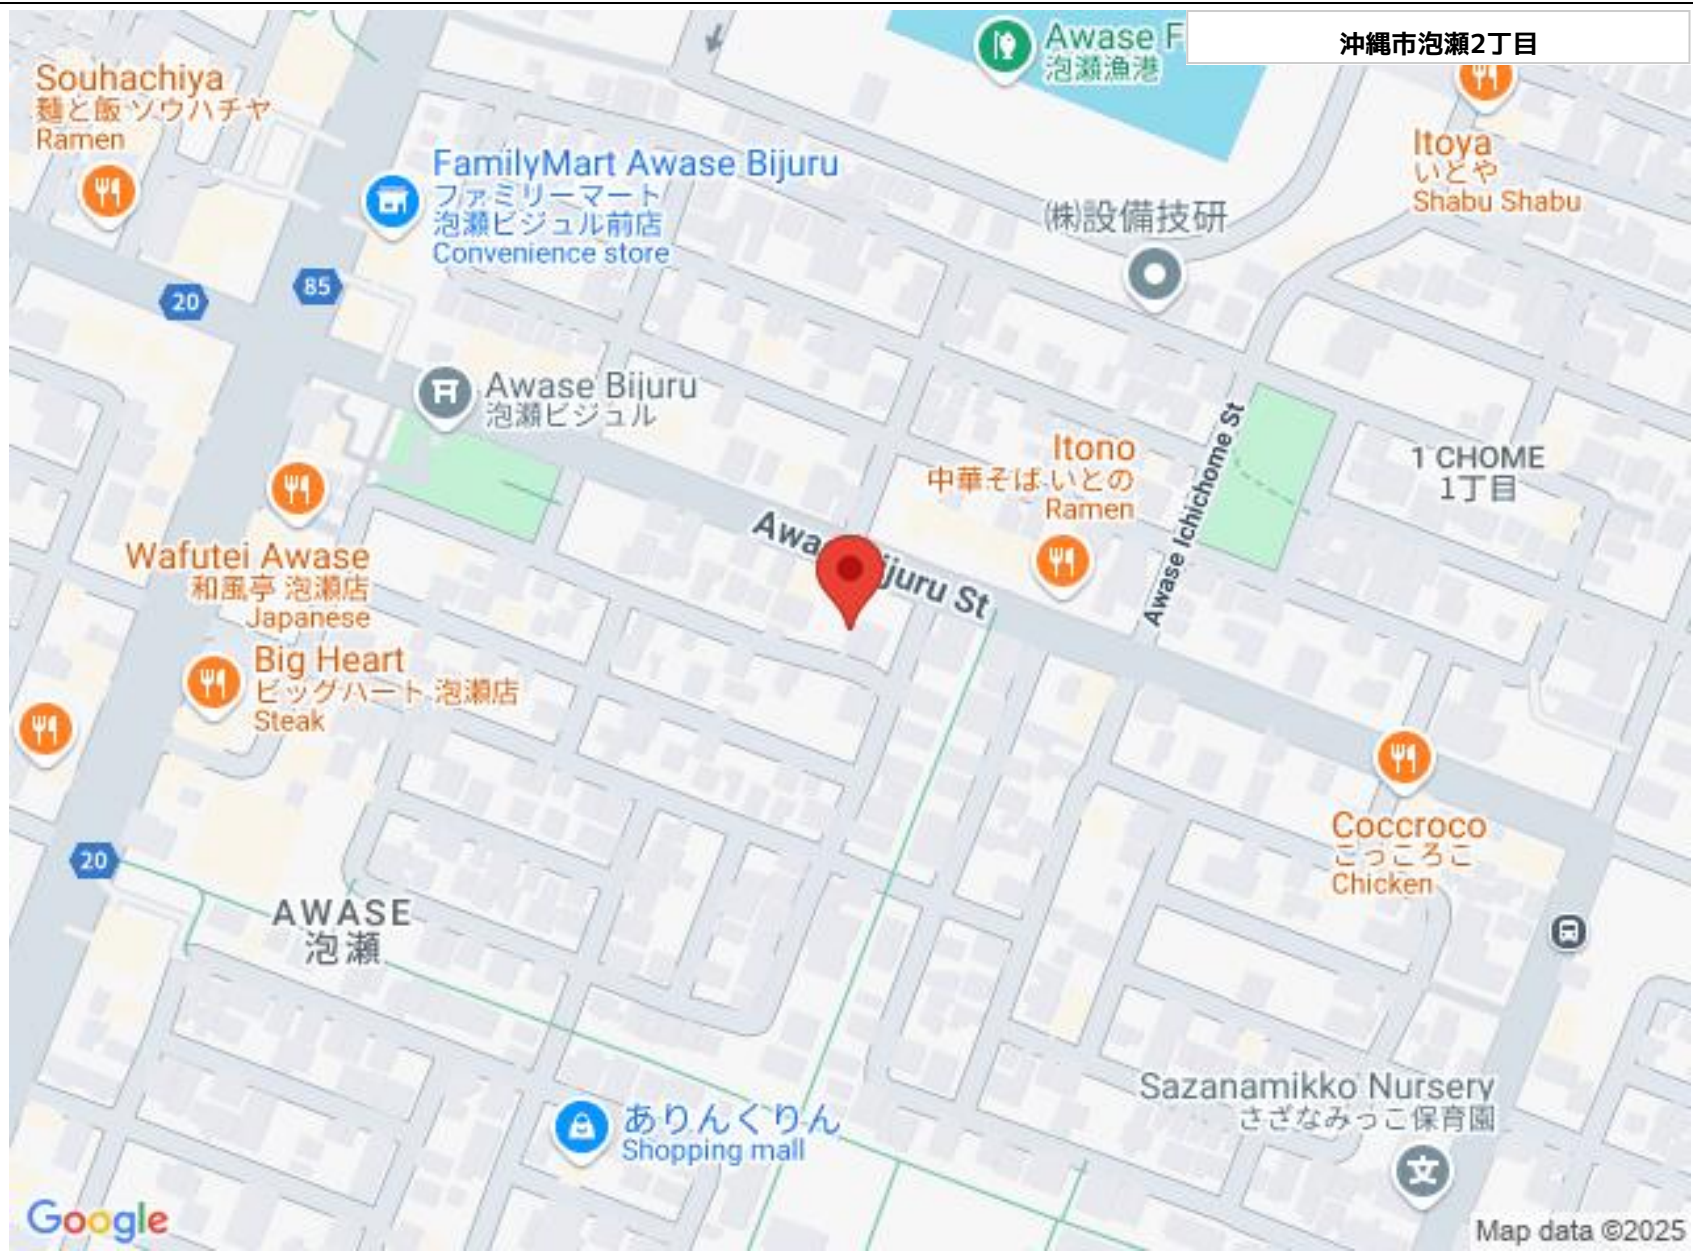 沖縄市泡瀬2丁目
Awase F
泡瀬漁港
Souhachiya
麺と飯 ソウハチヤ
Ramen
FamilyMart Awase Bijuru
ファミリーマート
泡瀬ビジュル前店
Convenience store
Itoya
いとや
Shabu Shabu
㈱設備技研
20
85
Awase Bijuru
泡瀬ビジュル
Itono
中華そば いとの
Ramen
Awase Ichichome St
1 CHOME
1丁目
Awa
ijuru St
Wafutei Awase
和風亭 泡瀬店
Japanese
Big Heart
ビッグハート 泡瀬店
Steak
Coccroco
こっころこ
Chicken
20
AWASE
泡瀬
ありんくりん
Shopping mall
Sazanamikko Nursery
さざなみっこ保育園
文
Google
Map data ©2025